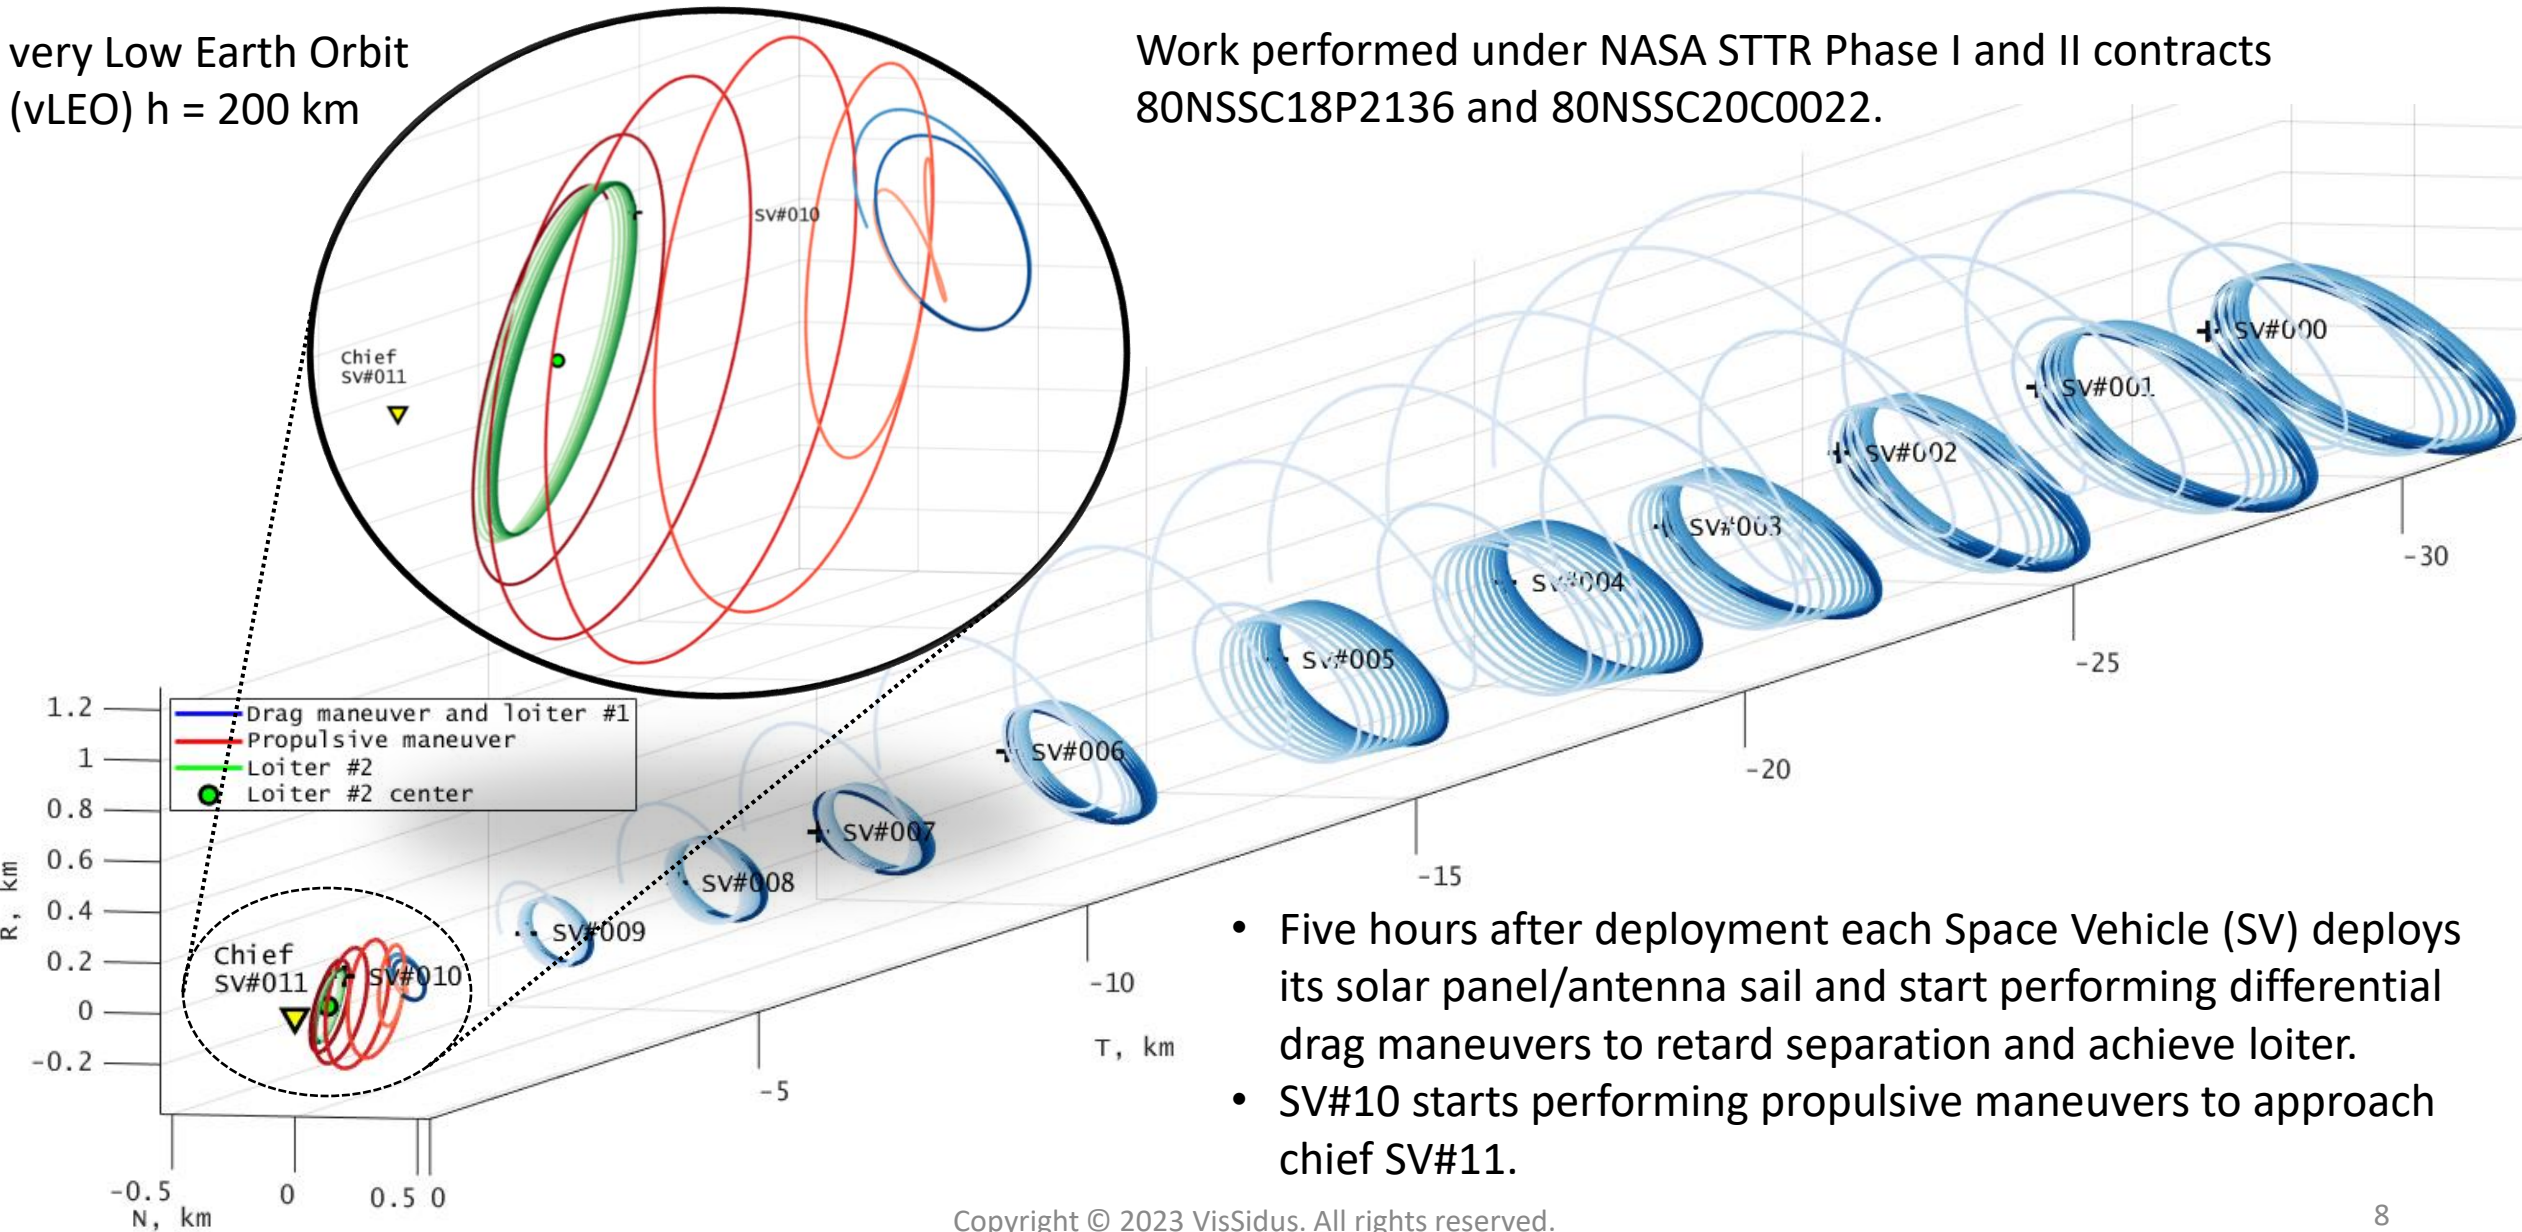 very Low Earth Orbit
(vLEO) h = 200 km
Work performed under NASA STTR Phase I and II contracts
80NSSC18P2136 and 80NSSC20C0022.
SV#010
Chief
SV#011
SV#000
SV#001
SV#002
SV#003
SV#004
SV#005
SV#006
SV#007
SV#008
SV#009
Chief
SV#011
SV#010
Drag maneuver and loiter #1
Propulsive maneuver
Loiter #2
Loiter #2 center
1.2
1
0.8
0.6
0.4
0.2
0
-0.2
R, km
-30
-25
-20
-15
-10
-5
T, km
-0.5
0
0.5
0
N, km
• Five hours after deployment each Space Vehicle (SV) deploys
its solar panel/antenna sail and start performing differential
drag maneuvers to retard separation and achieve loiter.
• SV#10 starts performing propulsive maneuvers to approach
chief SV#11.
Copyright © 2023 VisSidus. All rights reserved.
8